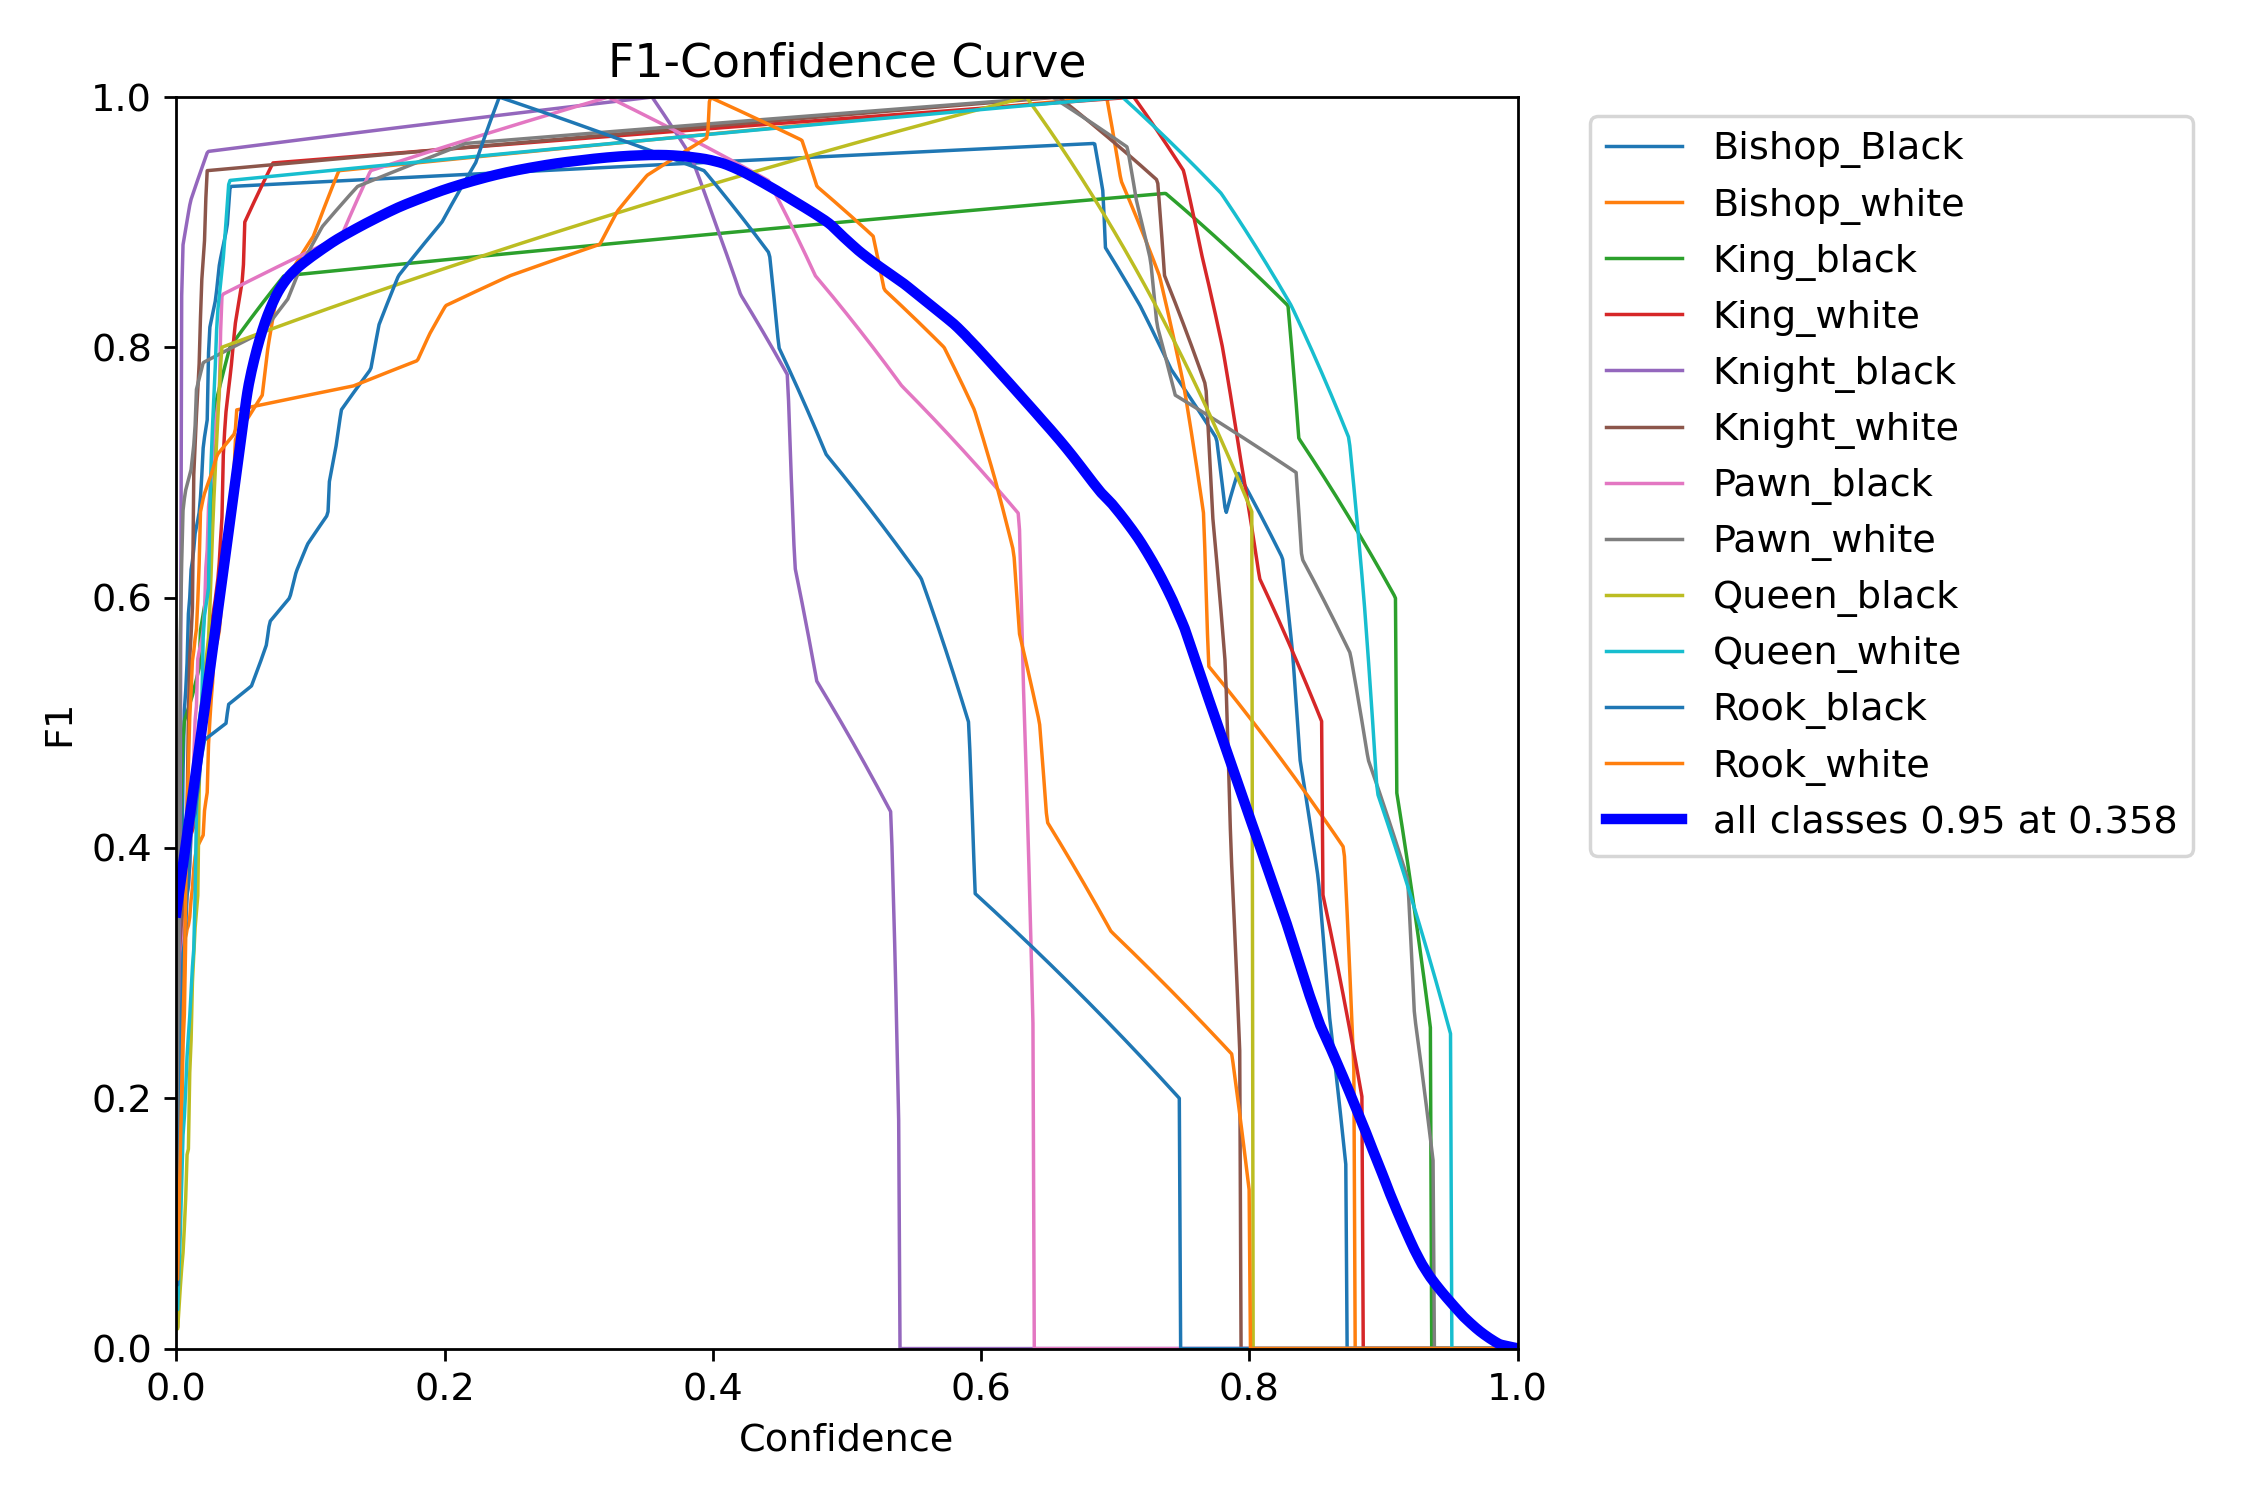 F1-Confidence Curve
1.0
0.8
0.6
0.4
0.2
0.0
F1
0.0 0.2 0.4 0.6 0.8 1.0
Confidence
Bishop_Black
Bishop_white
King_black
King_white
Knight_black
Knight_white
Pawn_black
Pawn_white
Queen_black
Queen_white
Rook_black
Rook_white
all classes 0.95 at 0.358